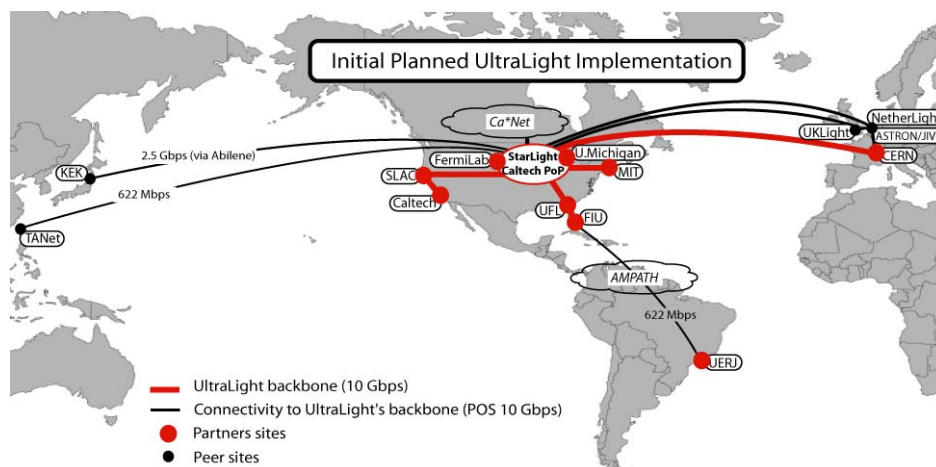 Initial Planned UltraLight Implementation
Ca*Net
NetherLight
UKLight
ASTRON/JIV
CERN
2.5 Gbps (via Abilene)
StarLight
Caltech PoP
U.Michigan
FermiLab
MIT
KEK
SLAC
622 Mbps
Caltech
UFL
FIU
TANet
AMPATH
622 Mbps
UERJ
UltraLight backbone (10 Gbps)
Connectivity to UltraLight's backbone (POS 10 Gbps)
Partners sites
Peer sites